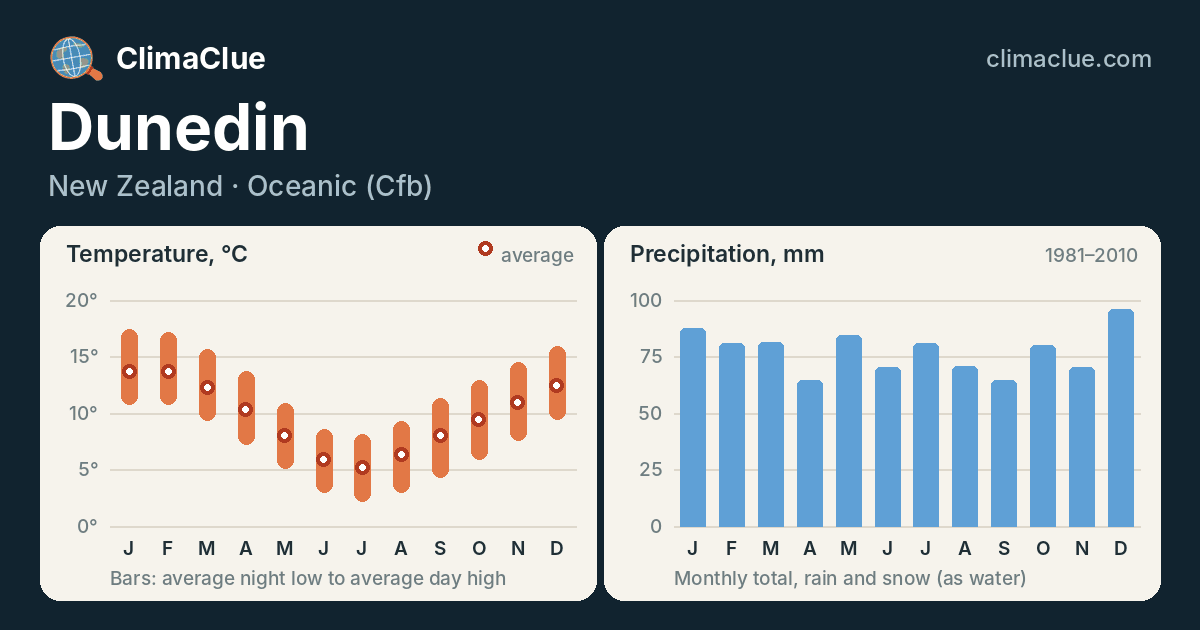 ClimaClue
climaclue.com
Dunedin
New Zealand · Oceanic (Cfb)
Temperature, °C
average
20°
15°
10°
5°
0°
J F M A M J J A S O N D
Bars: average night low to average day high
Precipitation, mm
1981–2010
100
75
50
25
0
J F M A M J J A S O N D
Monthly total, rain and snow (as water)